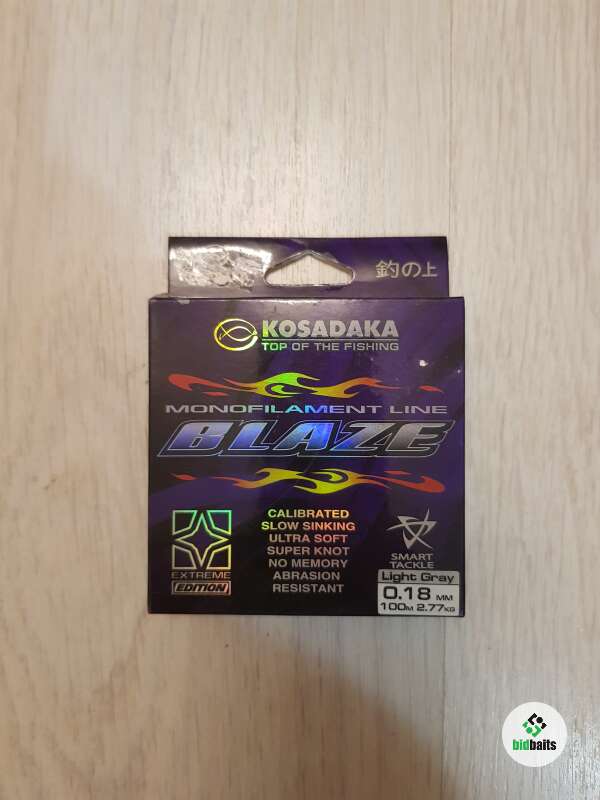 釣の上
KOSADAKA
TOP OF THE FISHING
MONOFILAMENT LINE
BLAZE
CALIBRATED
SLOW SINKING
ULTRA SOFT
SUPER KNOT
NO MEMORY
ABRASION
RESISTANT
EXTREME
EDITION
SMART
TACKLE
Light Gray
0.18 MM
100M 2.77KG
bidbaits